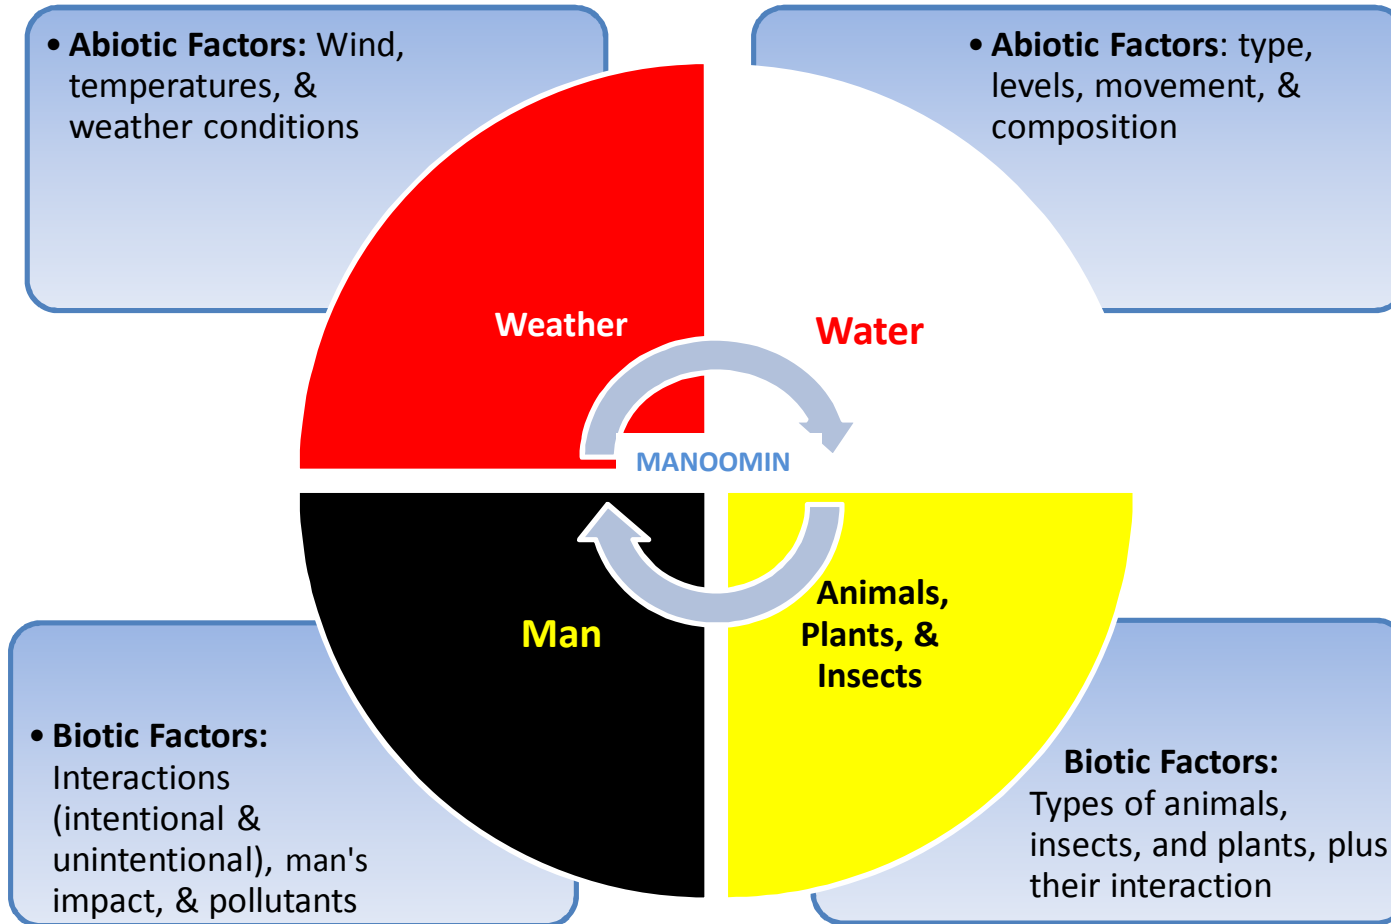 • Abiotic Factors: Wind,
temperatures, &
weather conditions
• Abiotic Factors: type,
levels, movement, &
composition
Weather
Water
MANOOMIN
Man
Animals,
Plants, &
Insects
• Biotic Factors:
Interactions
(intentional &
unintentional), man's
impact, & pollutants
Biotic Factors:
Types of animals,
insects, and plants, plus
their interaction